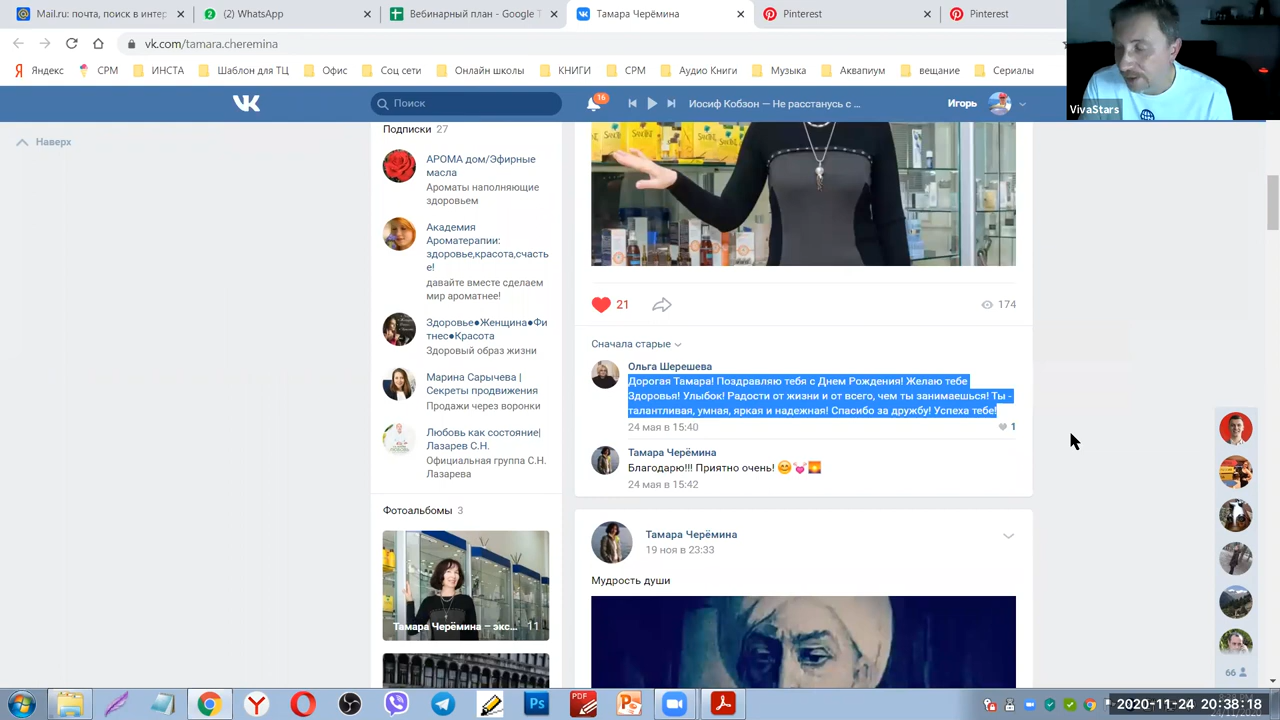 Mail.ru: почта, поиск в интер
(2) WhatsApp
Вебинарный план - Google Т
Тамара Черёмина
Pinterest
Pinterest
vk.com/tamara.cheremina
Яндекс
СРМ
ИНСТА
Шаблон для ТЦ
Офис
Соц сети
Онлайн школы
КНИГИ
СРМ
Аудио Книги
Музыка
Аквапиум
вещание
Сериалы
VivaStars
Поиск
16
Иосиф Кобзон — Не расстанусь с ...
Игорь
Наверх
Подписки 27
АРОМА дом/Эфирные
масла
Ароматы наполняющие
здоровьем
Академия
Ароматерапии:
здоровье,красота,счасть
е!
давайте вместе сделаем
мир ароматнее!
Здоровье●Женщина●Фи
тнес●Красота
Здоровый образ жизни
Марина Сарычева |
Секреты продвижения
Продажи через воронки
Любовь как состояние|
Лазарев С.Н.
Официальная группа С.Н.
Лазарева
Фотоальбомы 3
Тамара Черёмина – экс... 11
21
174
Сначала старые
Ольга Шерешева
Дорогая Тамара! Поздравляю тебя с Днем Рождения! Желаю тебе
Здоровья! Улыбок! Радости от жизни и от всего, чем ты занимаешься! Ты -
талантливая, умная, яркая и надежная! Спасибо за дружбу! Успеха тебе!
24 мая в 15:40
1
Тамара Черёмина
Благодарю!!! Приятно очень! 😊💓🌅
24 мая в 15:42
Тамара Черёмина
19 ноя в 23:33
Мудрость души
66
2020-11-24 20:38:18